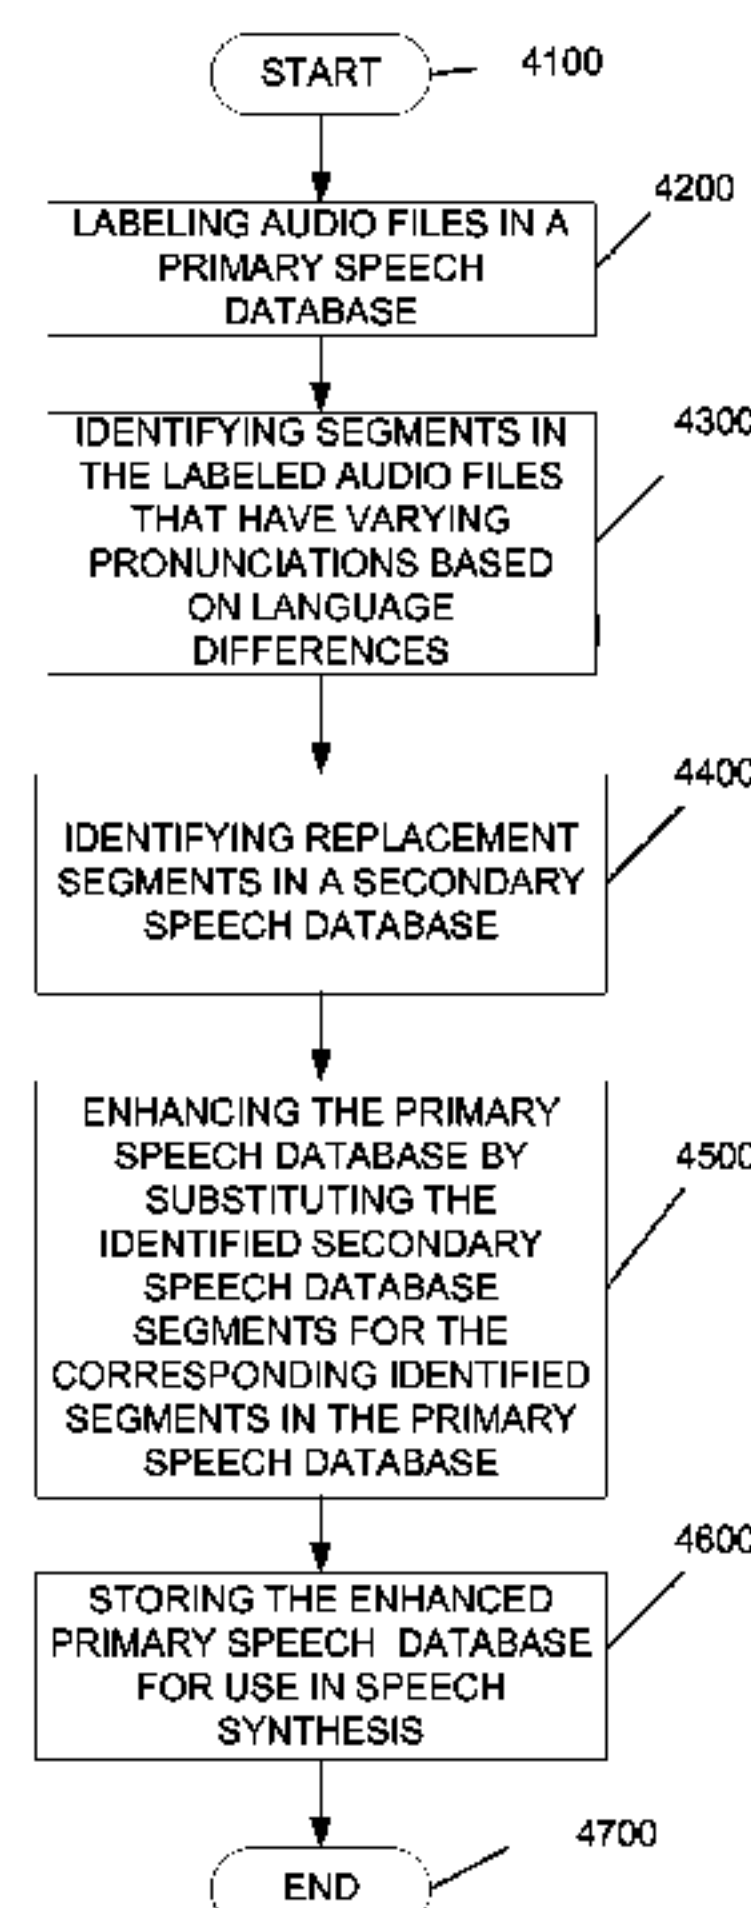 START
4100
4200
LABELING AUDIO FILES IN A
PRIMARY SPEECH
DATABASE
4300
IDENTIFYING SEGMENTS IN
THE LABELED AUDIO FILES
THAT HAVE VARYING
PRONUNCIATIONS BASED
ON LANGUAGE
DIFFERENCES
4400
IDENTIFYING REPLACEMENT
SEGMENTS IN A SECONDARY
SPEECH DATABASE
ENHANCING THE PRIMARY
SPEECH DATABASE BY
SUBSTITUTING THE
IDENTIFIED SECONDARY
SPEECH DATABASE
SEGMENTS FOR THE
CORRESPONDING IDENTIFIED
SEGMENTS IN THE PRIMARY
SPEECH DATABASE
4500
4600
STORING THE ENHANCED
PRIMARY SPEECH DATABASE
FOR USE IN SPEECH
SYNTHESIS
4700
END